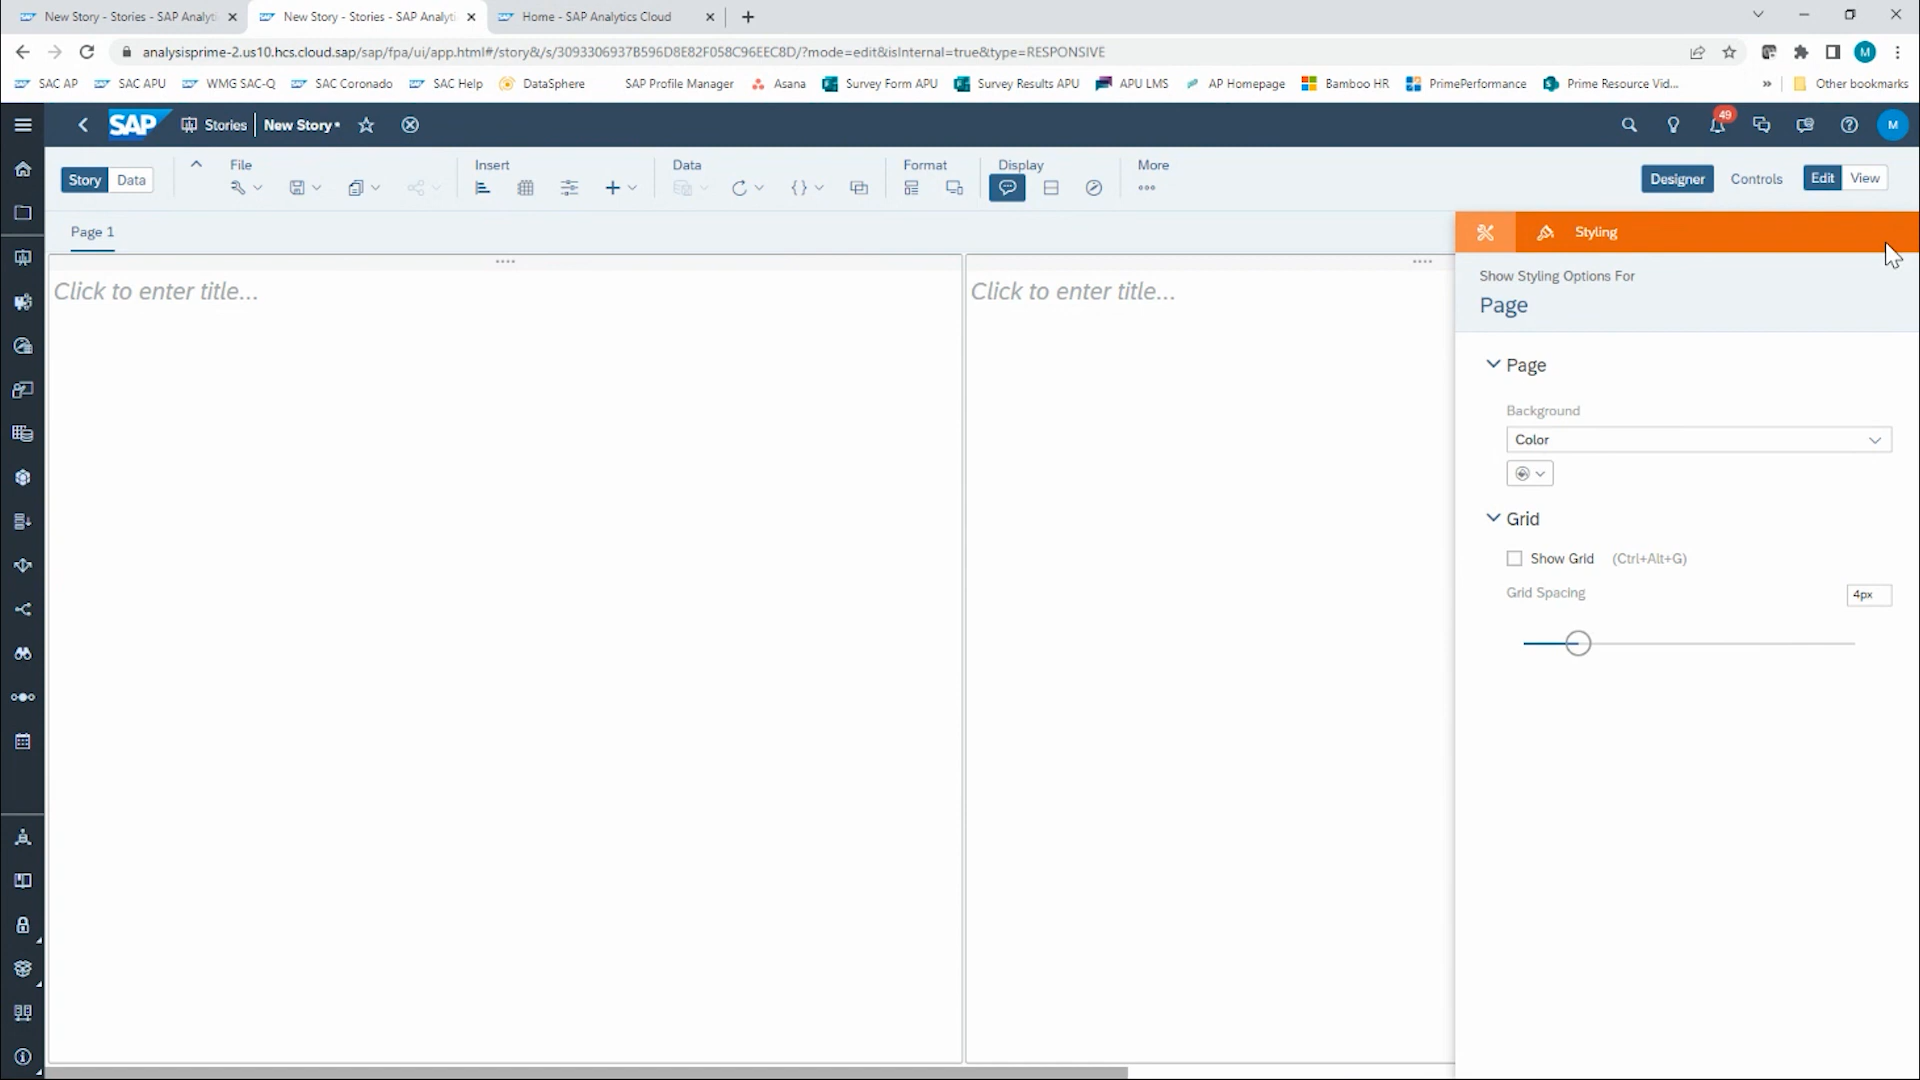 New Story - Stories - SAP Analyti
New Story - Stories - SAP Analyti
Home - SAP Analytics Cloud
analysisprime-2.us10.hcs.cloud.sap/sap/fpa/ui/app.html#/story&/s/3093306937B596D8E82F058C96EEC8D/?mode=edit&isInternal=true&type=RESPONSIVE
M
SAC AP
SAC APU
WMG SAC-Q
SAC Coronado
SAC Help
DataSphere
SAP Profile Manager
Asana
Survey Form APU
Survey Results APU
APU LMS
AP Homepage
Bamboo HR
PrimePerformance
Prime Resource Vid...
»
Other bookmarks
SAP
Stories
New Story*
49
M
Story
Data
File
Insert
Data
Format
Display
More
Designer
Controls
Edit
View
Page 1
Styling
Click to enter title...
Click to enter title...
Show Styling Options For
Page
Page
Background
Color
Grid
Show Grid (Ctrl+Alt+G)
Grid Spacing
4px